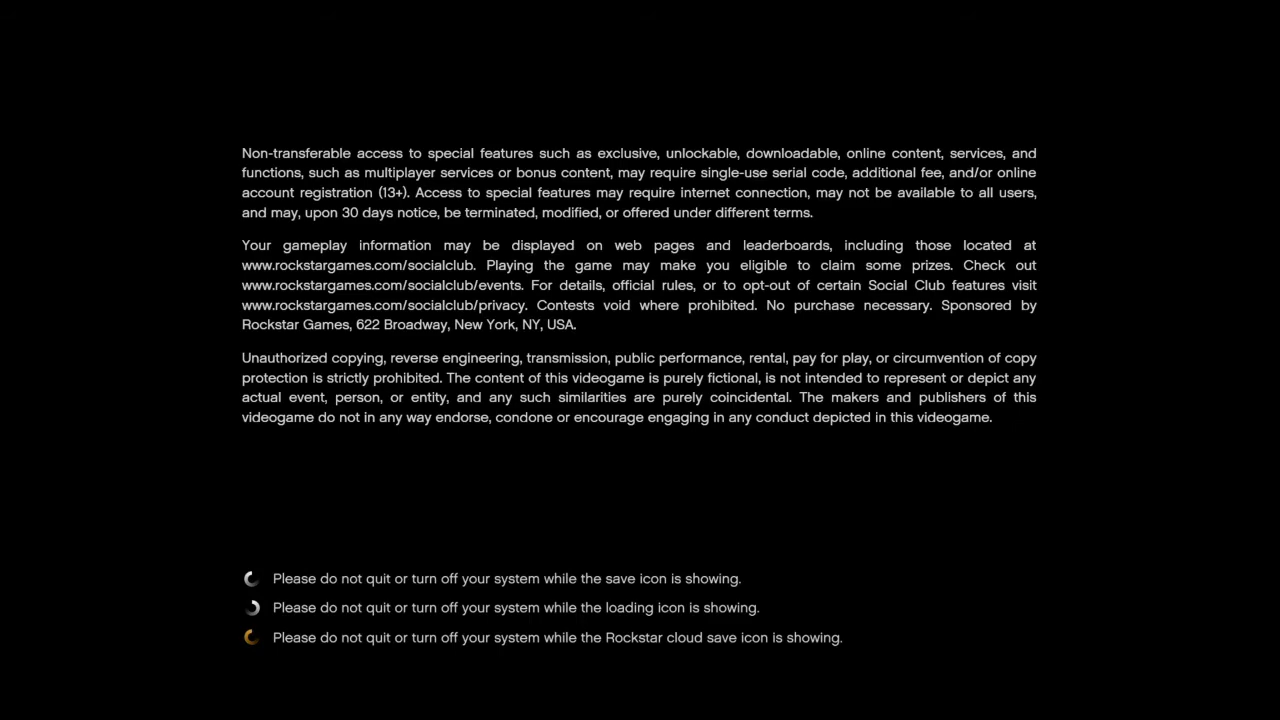 Non-transferable access to special features such as exclusive, unlockable, downloadable, online content, services, and
functions, such as multiplayer services or bonus content, may require single-use serial code, additional fee, and/or online
account registration (13+). Access to special features may require internet connection, may not be available to all users,
and may, upon 30 days notice, be terminated, modified, or offered under different terms.
Your gameplay information may be displayed on web pages and leaderboards, including those located at
www.rockstargames.com/socialclub. Playing the game may make you eligible to claim some prizes. Check out
www.rockstargames.com/socialclub/events. For details, official rules, or to opt-out of certain Social Club features visit
www.rockstargames.com/socialclub/privacy. Contests void where prohibited. No purchase necessary. Sponsored by
Rockstar Games, 622 Broadway, New York, NY, USA.
Unauthorized copying, reverse engineering, transmission, public performance, rental, pay for play, or circumvention of copy
protection is strictly prohibited. The content of this videogame is purely fictional, is not intended to represent or depict any
actual event, person, or entity, and any such similarities are purely coincidental. The makers and publishers of this
videogame do not in any way endorse, condone or encourage engaging in any conduct depicted in this videogame.
Please do not quit or turn off your system while the save icon is showing.
Please do not quit or turn off your system while the loading icon is showing.
Please do not quit or turn off your system while the Rockstar cloud save icon is showing.